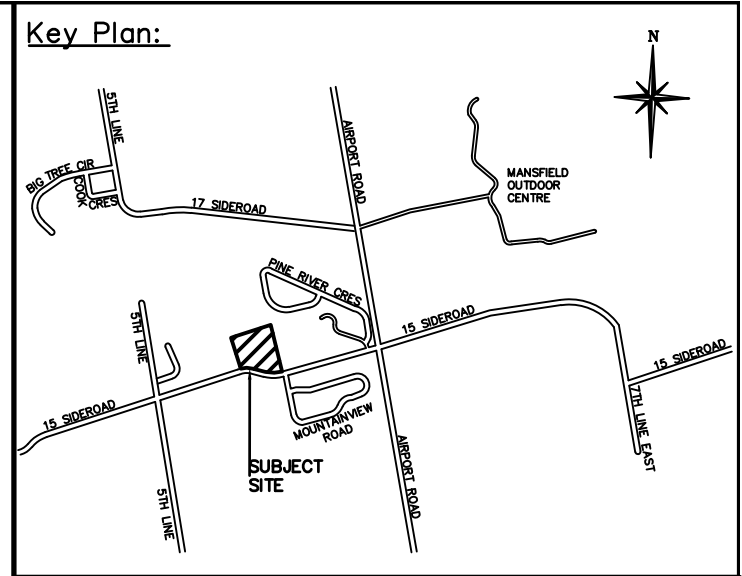 Key Plan:
N
5TH LINE
AIRPORT ROAD
BIG TREE CIR
COOK
CRES
MANSFIELD
OUTDOOR
CENTRE
17 SIDEROAD
PINE RIVER CRES
5TH LINE
15 SIDEROAD
15 SIDEROAD
15 SIDEROAD
MOUNTAINVIEW
ROAD
7TH LINE EAST
AIRPORT ROAD
SUBJECT
SITE
5TH LINE